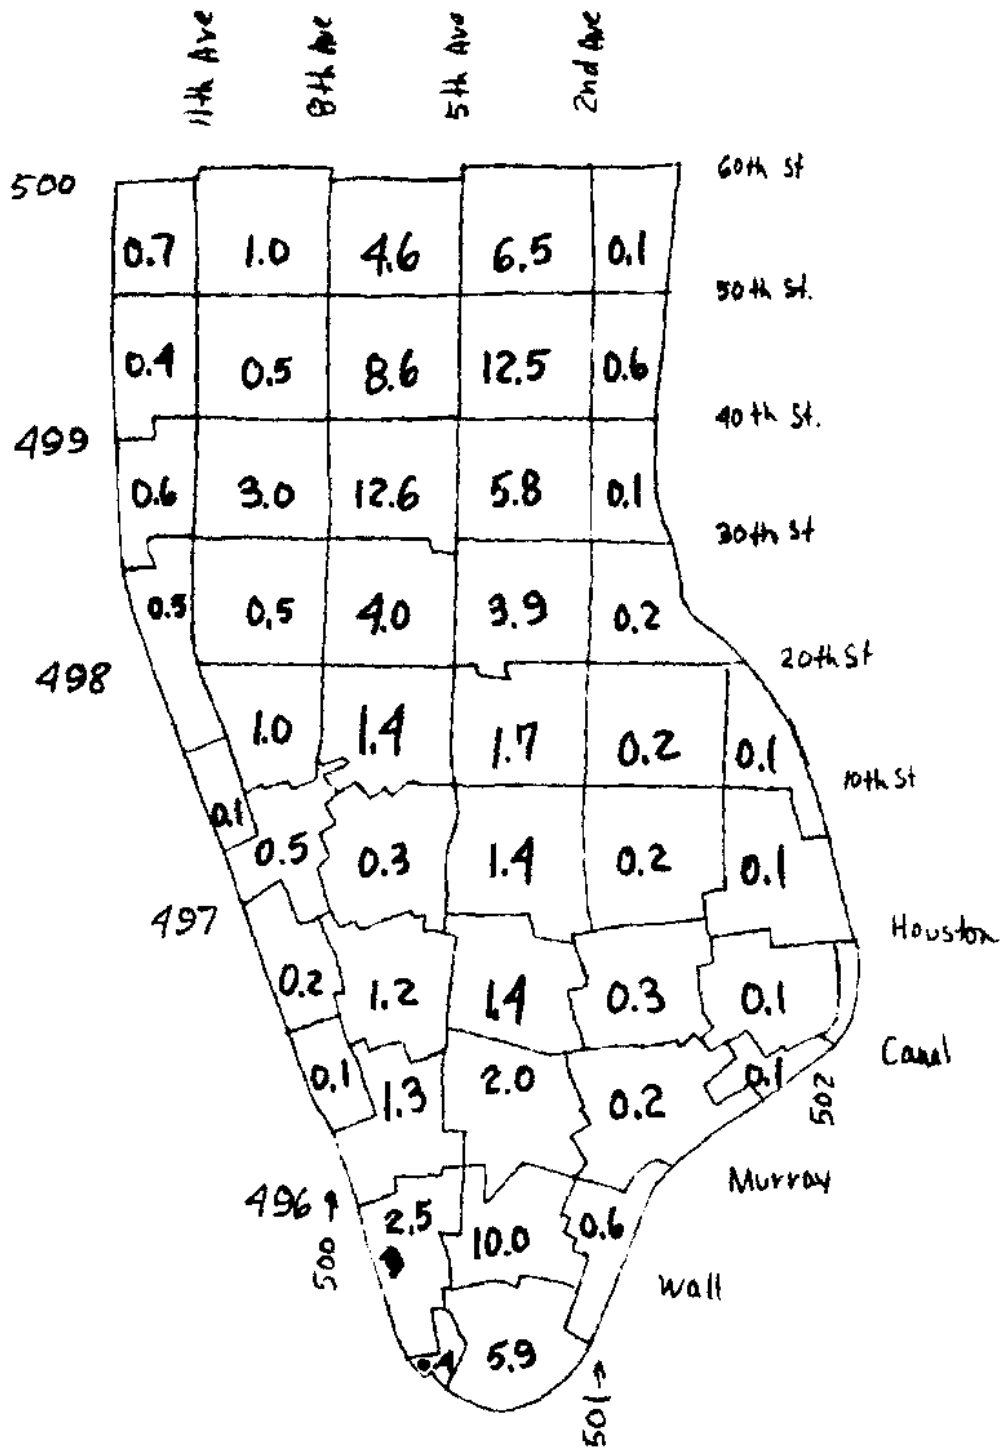 11th Ave 8th Ave 5th Ave 2nd Ave
500 60th St
0.7 1.0 4.6 6.5 0.1
50th St.
0.4 0.5 8.6 12.5 0.6
499 40th St.
0.6 3.0 12.6 5.8 0.1
30th St
0.5 4.0 3.9 0.2
498 20th St
1.0 1.4 1.7 0.2 0.1
10th St
0.1
0.5 0.3 1.4 0.2 0.1
497 Houston
0.2 1.2 1.4 0.3 0.1
Canal
0.1 1.3 2.0 0.2 0.1
502
Murray
496
500
2.5 10.0 0.6
Wall
.4 5.9
501